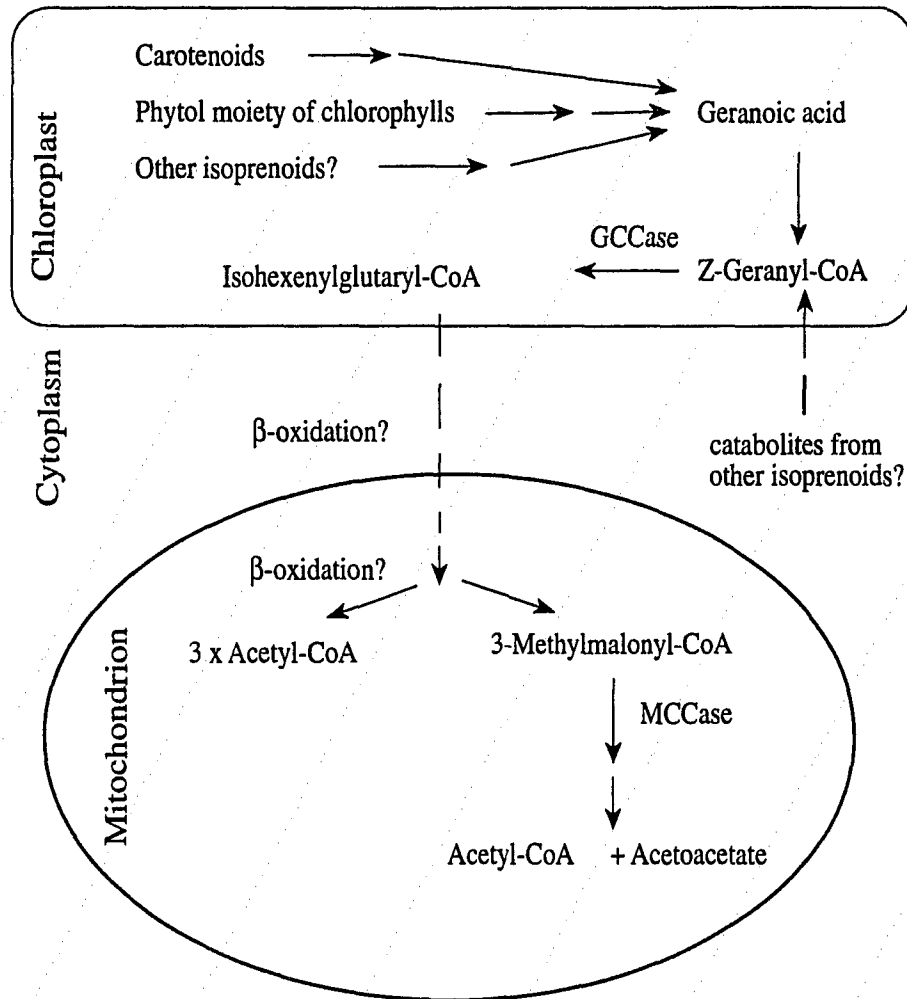 Chloroplast
Carotenoids
Phytol moiety of chlorophylls
Geranoic acid
Other isoprenoids?
GCCase
Isohexenylglutaryl-CoA
Z-Geranyl-CoA
Cytoplasm
β-oxidation?
catabolites from
other isoprenoids?
Mitochondrion
β-oxidation?
3 x Acetyl-CoA
3-Methylmalonyl-CoA
MCCase
Acetyl-CoA + Acetoacetate